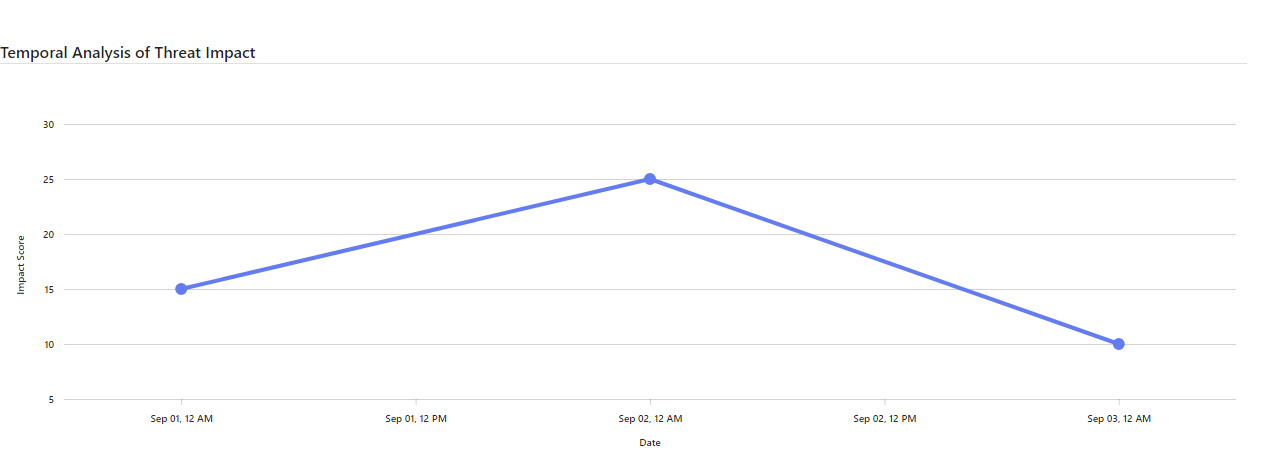 Temporal Analysis of Threat Impact
30
25
20
15
10
5
Impact Score
Sep 01, 12 AM
Sep 01, 12 PM
Sep 02, 12 AM
Sep 02, 12 PM
Sep 03, 12 AM
Date